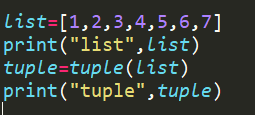 list=[1,2,3,4,5,6,7]
print("list",list)
tuple=tuple(list)
print("tuple",tuple)